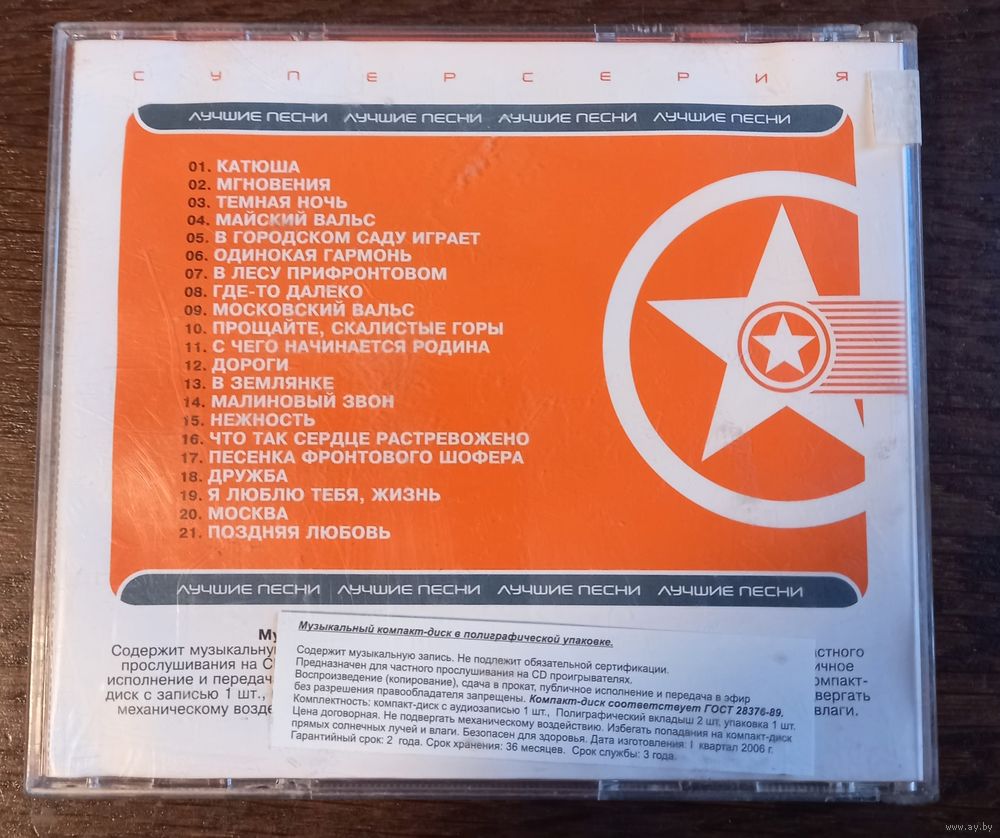 СУПЕРСЕРИЯ
ЛУЧШИЕ ПЕСНИ ЛУЧШИЕ ПЕСНИ ЛУЧШИЕ ПЕСНИ ЛУЧШИЕ ПЕСНИ
01. КАТЮША
02. МГНОВЕНИЯ
03. ТЕМНАЯ НОЧЬ
04. МАЙСКИЙ ВАЛЬС
05. В ГОРОДСКОМ САДУ ИГРАЕТ
06. ОДИНОКАЯ ГАРМОНЬ
07. В ЛЕСУ ПРИФРОНТОВОМ
08. ГДЕ-ТО ДАЛЕКО
09. МОСКОВСКИЙ ВАЛЬС
10. ПРОЩАЙТЕ, СКАЛИСТЫЕ ГОРЫ
11. С ЧЕГО НАЧИНАЕТСЯ РОДИНА
12. ДОРОГИ
13. В ЗЕМЛЯНКЕ
14. МАЛИНОВЫЙ ЗВОН
15. НЕЖНОСТЬ
16. ЧТО ТАК СЕРДЦЕ РАСТРЕВОЖЕНО
17. ПЕСЕНКА ФРОНТОВОГО ШОФЕРА
18. ДРУЖБА
19. Я ЛЮБЛЮ ТЕБЯ, ЖИЗНЬ
20. МОСКВА
21. ПОЗДНЯЯ ЛЮБОВЬ
ЛУЧШИЕ ПЕСНИ ЛУЧШИЕ ПЕСНИ ЛУЧШИЕ ПЕСНИ ЛУЧШИЕ ПЕСНИ
Содержит
прослушивания на
исполнение и
диск с записью 1 шт.,
механическому влаги.
Музыкальный компакт-диск в полиграфической упаковке.
Содержит музыкальную запись. Не подлежит обязательной сертификации.
Предназначен для частного прослушивания на CD проигрывателях.
Воспроизведение (копирование), сдача в прокат, публичное исполнение и передача в эфир
без разрешения правообладателя запрещены. Компакт-диск соответствует ГОСТ 28376-89.
Комплектность: компакт-диск с аудиозаписью 1 шт., Полиграфический вкладыш 2 шт, упаковка 1 шт.
Цена договорная. Не подвергать механическому воздействию. Избегать попадания на компакт-диск
прямых солнечных лучей и влаги. Безопасен для здоровья. Дата изготовления: I квартал 2006 г.
Гарантийный срок: 2 года. Срок хранения: 36 месяцев. Срок службы: 3 года.
www.ay.by